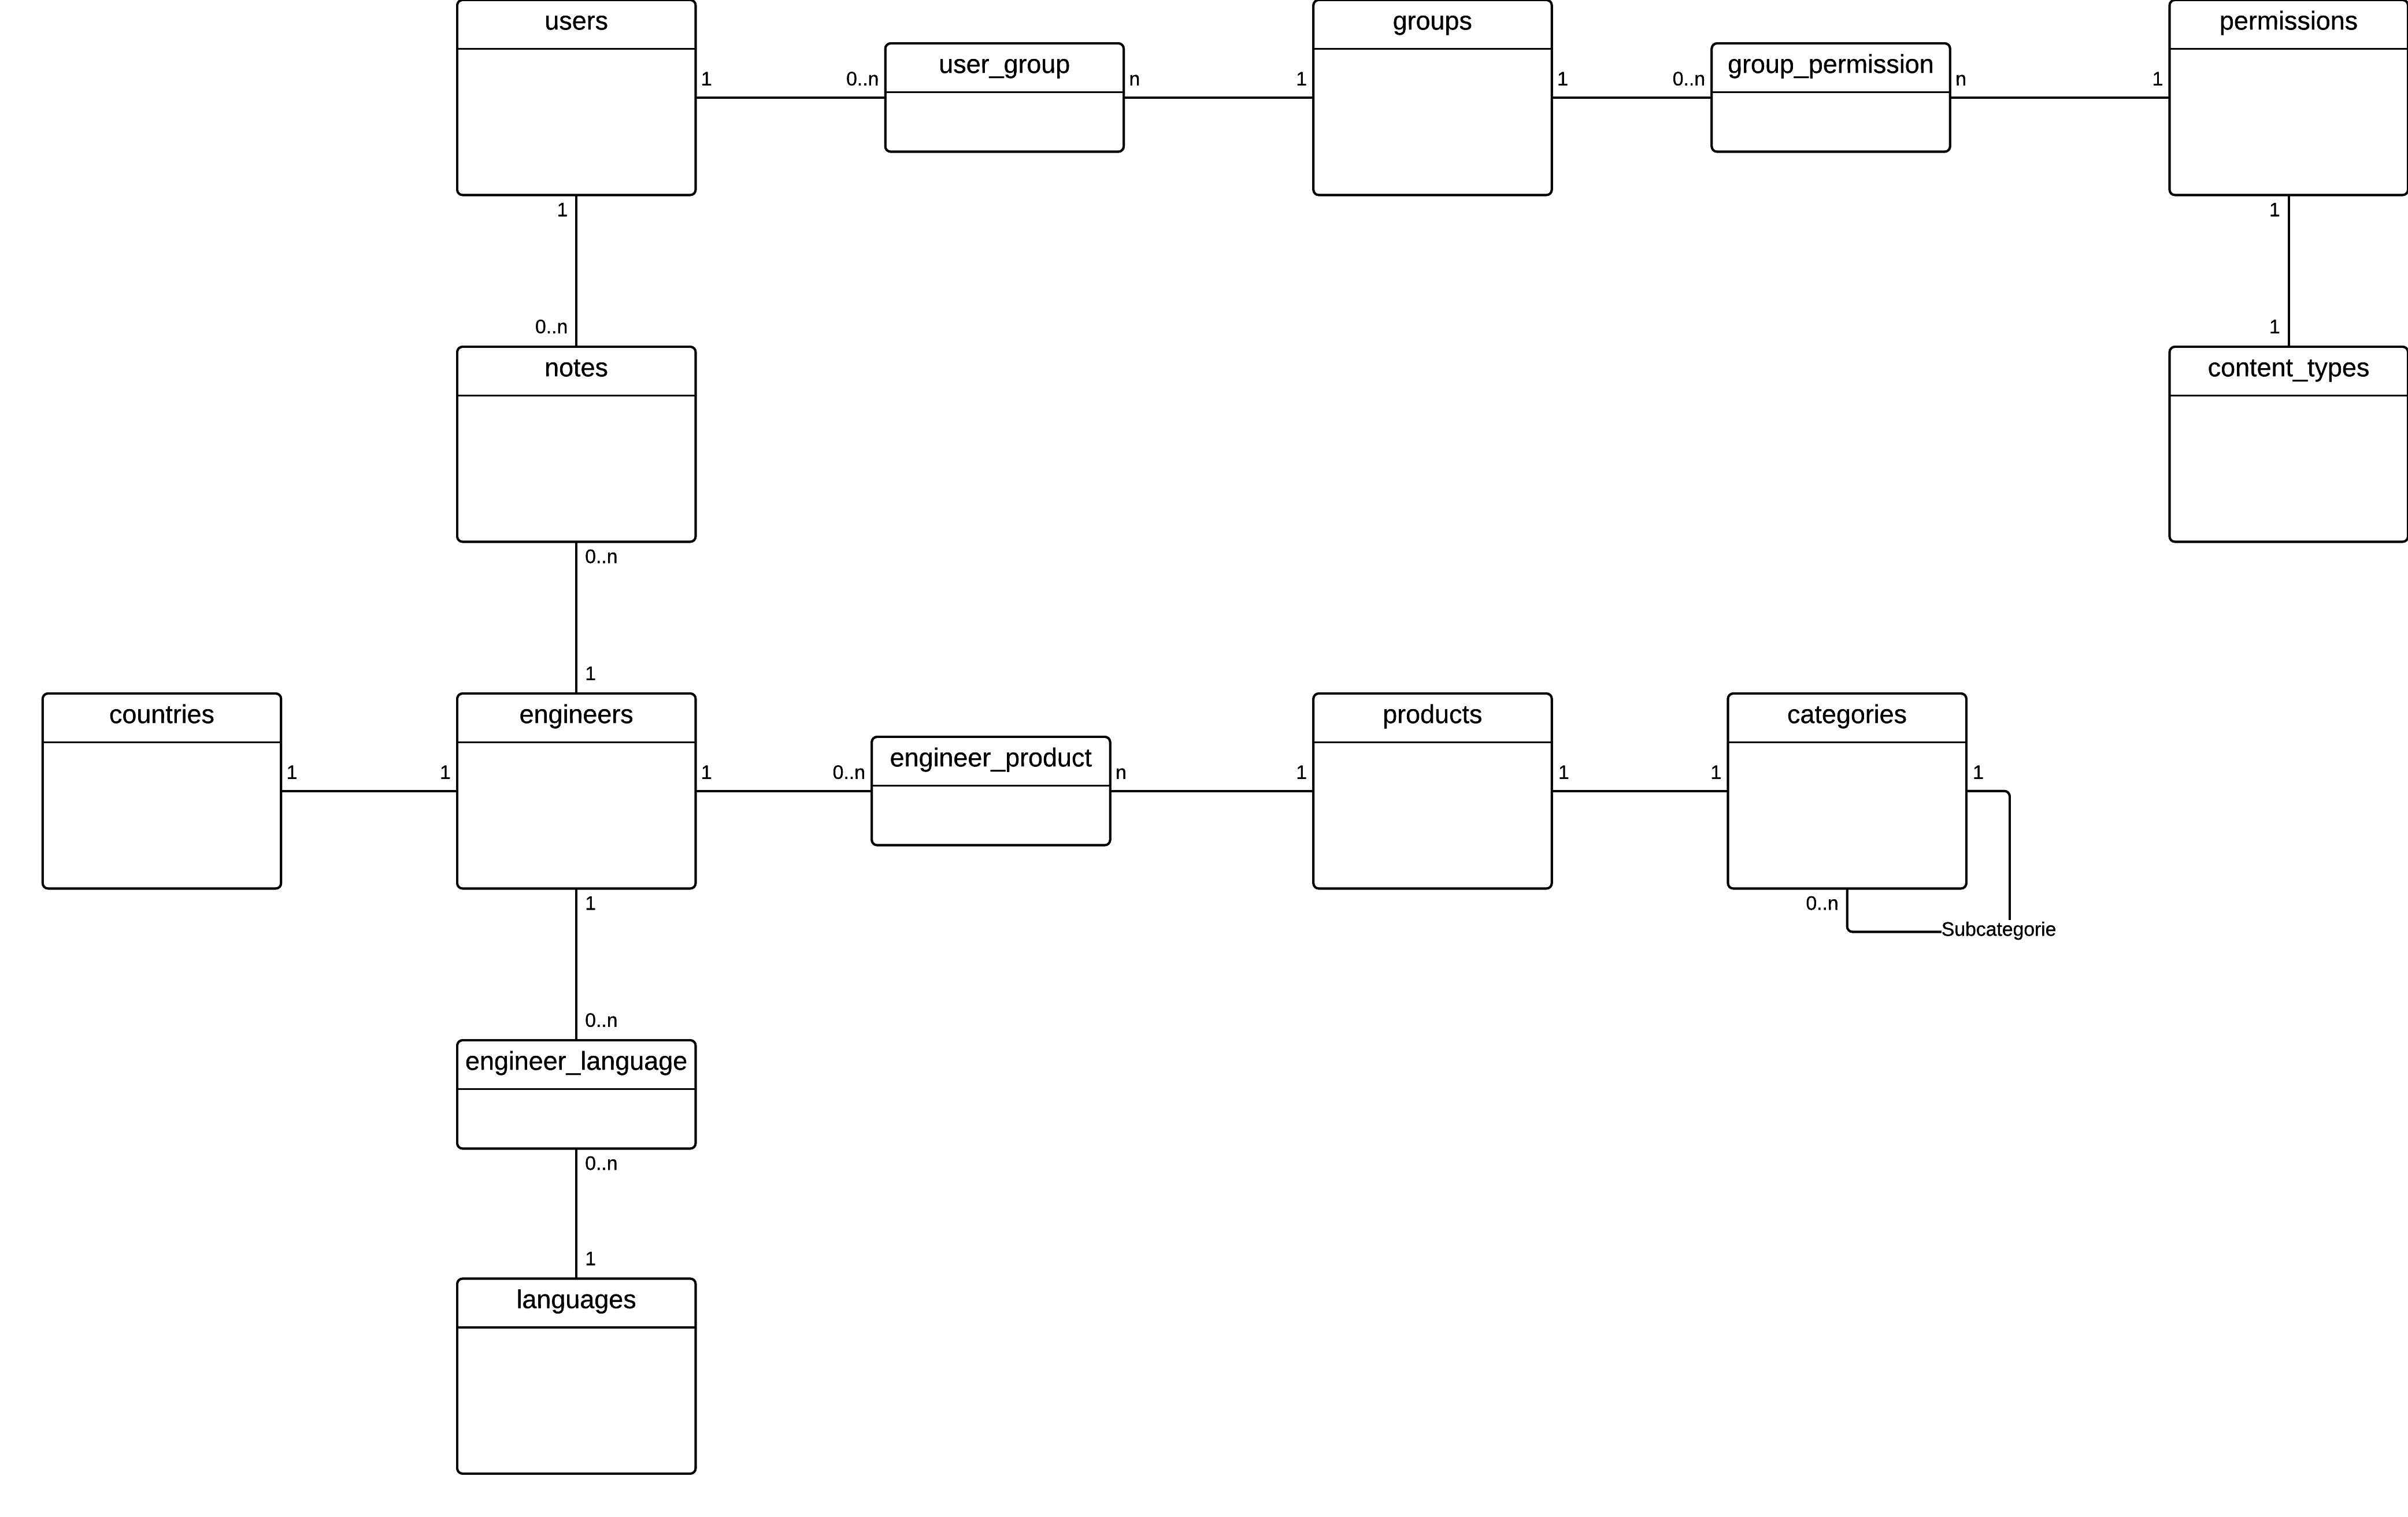 users
groups
permissions
user_group
group_permission
1
0..n
n
1
1
0..n
n
1
1
1
0..n
1
notes
content_types
0..n
1
countries
engineers
products
categories
engineer_product
1
1
1
0..n
n
1
1
1
1
1
0..n
Subcategorie
0..n
engineer_language
0..n
1
languages